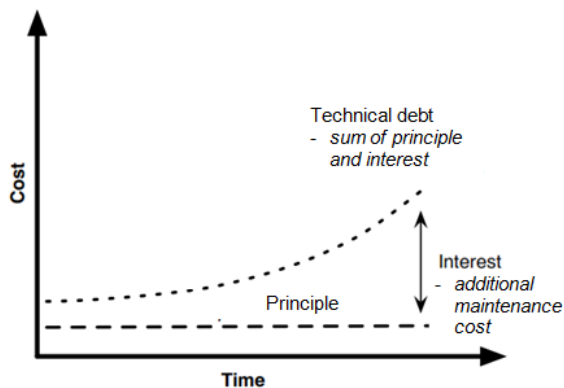 Technical debt
- sum of principle
and interest
Cost
Interest
- additional
maintenance
cost
Principle
Time